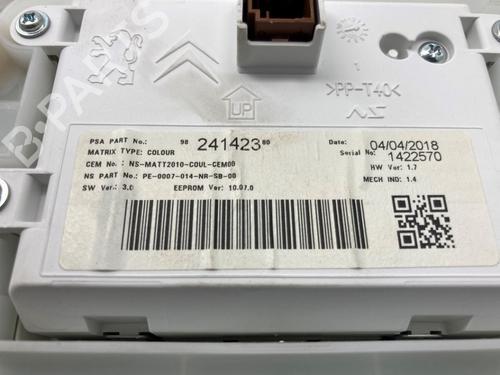 B-PARTS
1
>PP-T40<
UP
PSA PART No.: 98 241423 80 Date: 04/04/2018
MATRIX TYPE: COLOUR Serial No: 1422570
CEM No.: NS-MATT2010-COUL-CEM00 HW Ver: 1.7
NS PART No.: PE-0007-014-NR-SB-00 MECH IND: 1.4
SW Ver.: 3.0 EEPROM Ver: 10.07.0